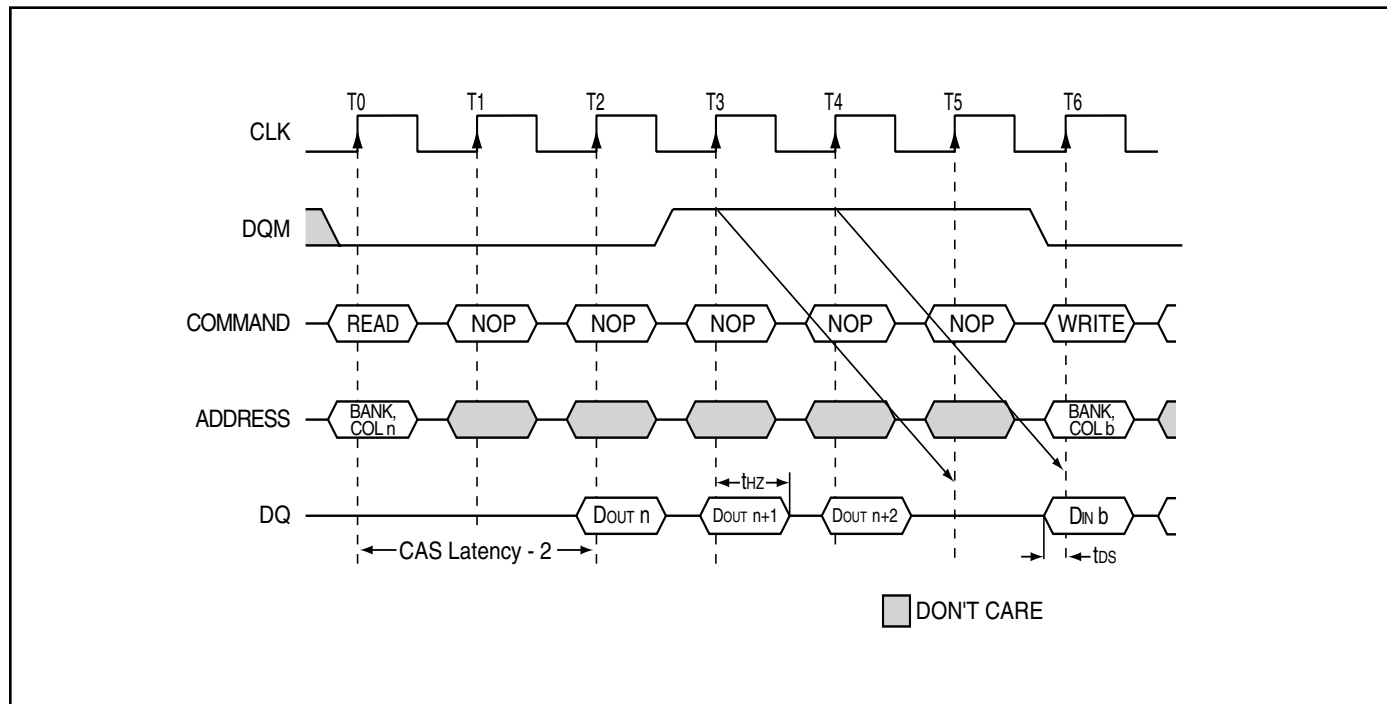 T0 T1 T2 T3 T4 T5 T6
CLK
DQM
COMMAND READ NOP NOP NOP NOP NOP WRITE
ADDRESS BANK, COL n BANK, COL b
tHZ
DQ DOUT n DOUT n+1 DOUT n+2 DIN b
CAS Latency - 2 tDS
DON'T CARE